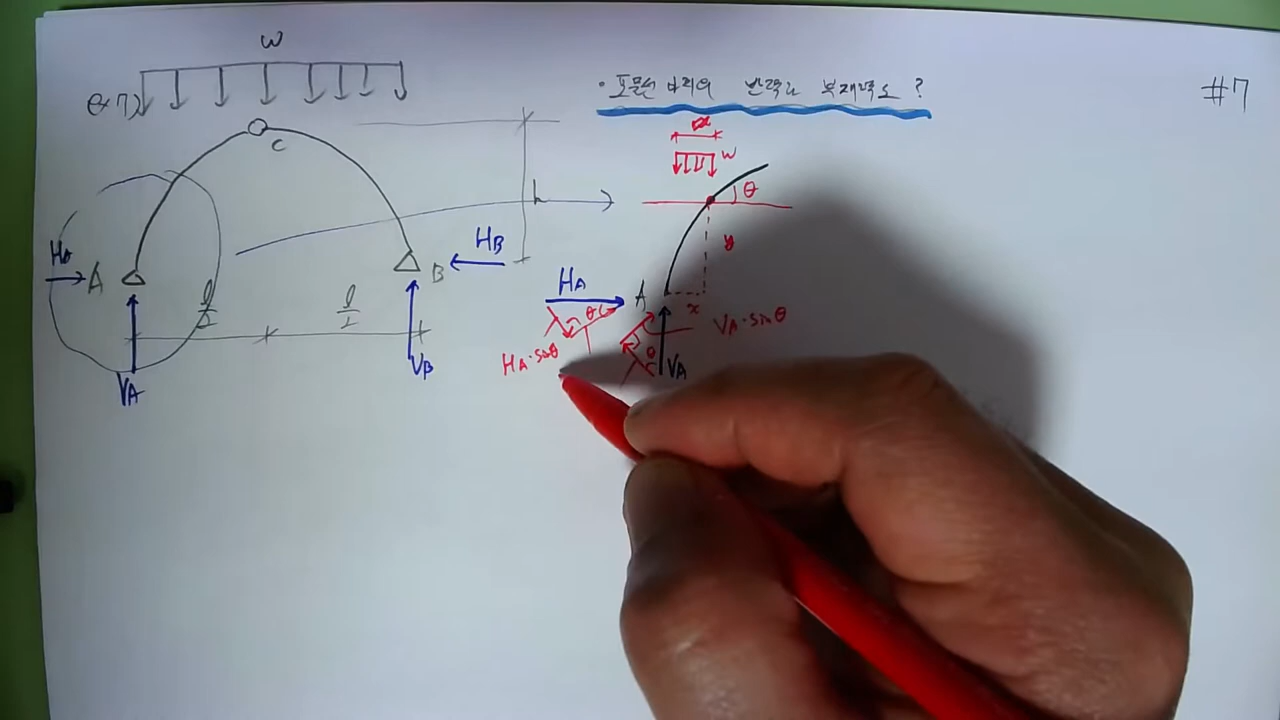 w
예7)
C
h
HA
A
HB
B
l/2
l/2
VA
VB
• 포물선 아치의 반력과 부재력은 ?
#7
x
w
θ
y
HA
A
x
θ
HA·sinθ
VA·sinθ
θ
VA